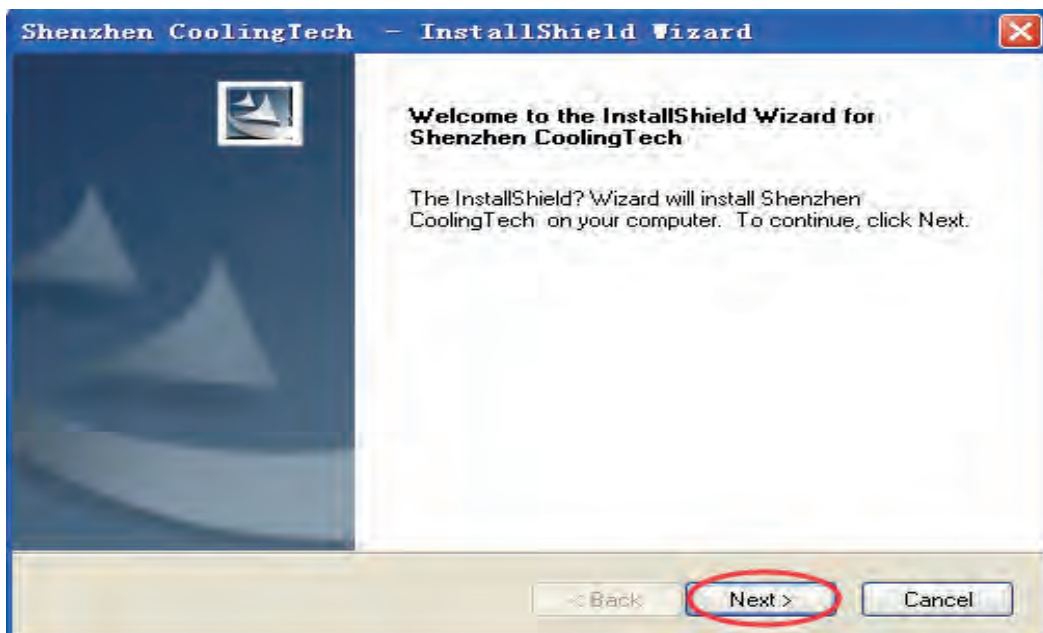 Shenzhen CoolingTech - InstallShield Wizard
Welcome to the InstallShield Wizard for
Shenzhen CoolingTech
The InstallShield? Wizard will install Shenzhen
CoolingTech on your computer. To continue, click Next.
< Back Next > Cancel